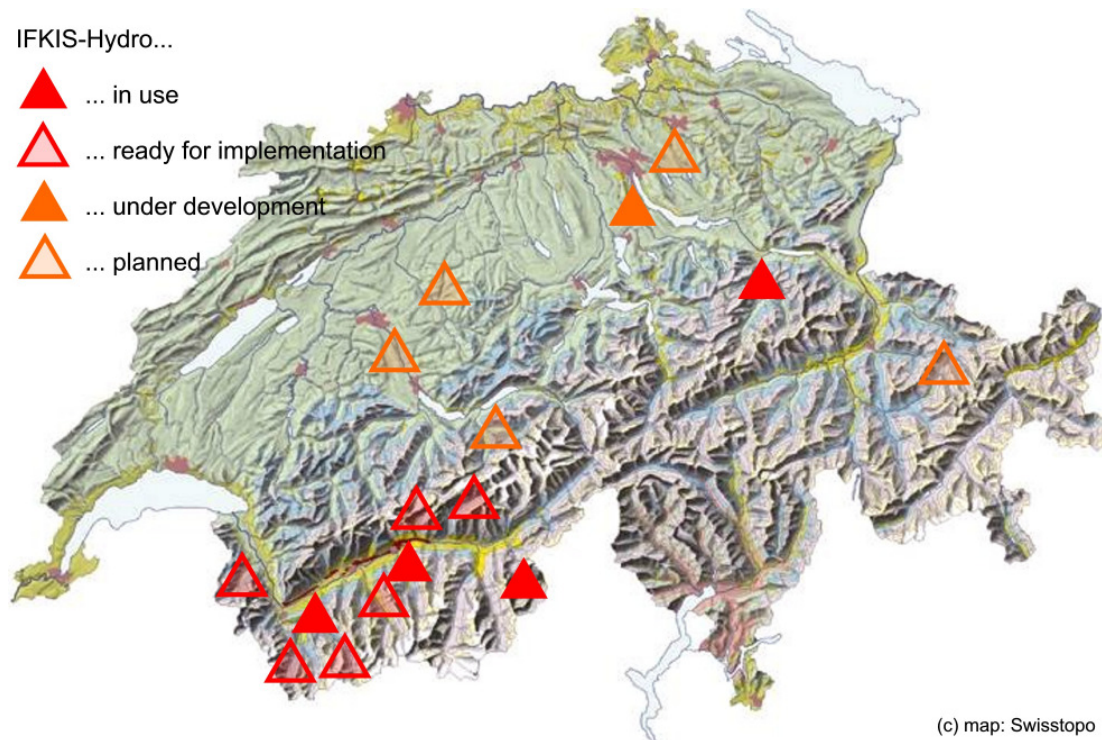 IFKIS-Hydro...
... in use
... ready for implementation
... under development
... planned
(c) map: Swisstopo